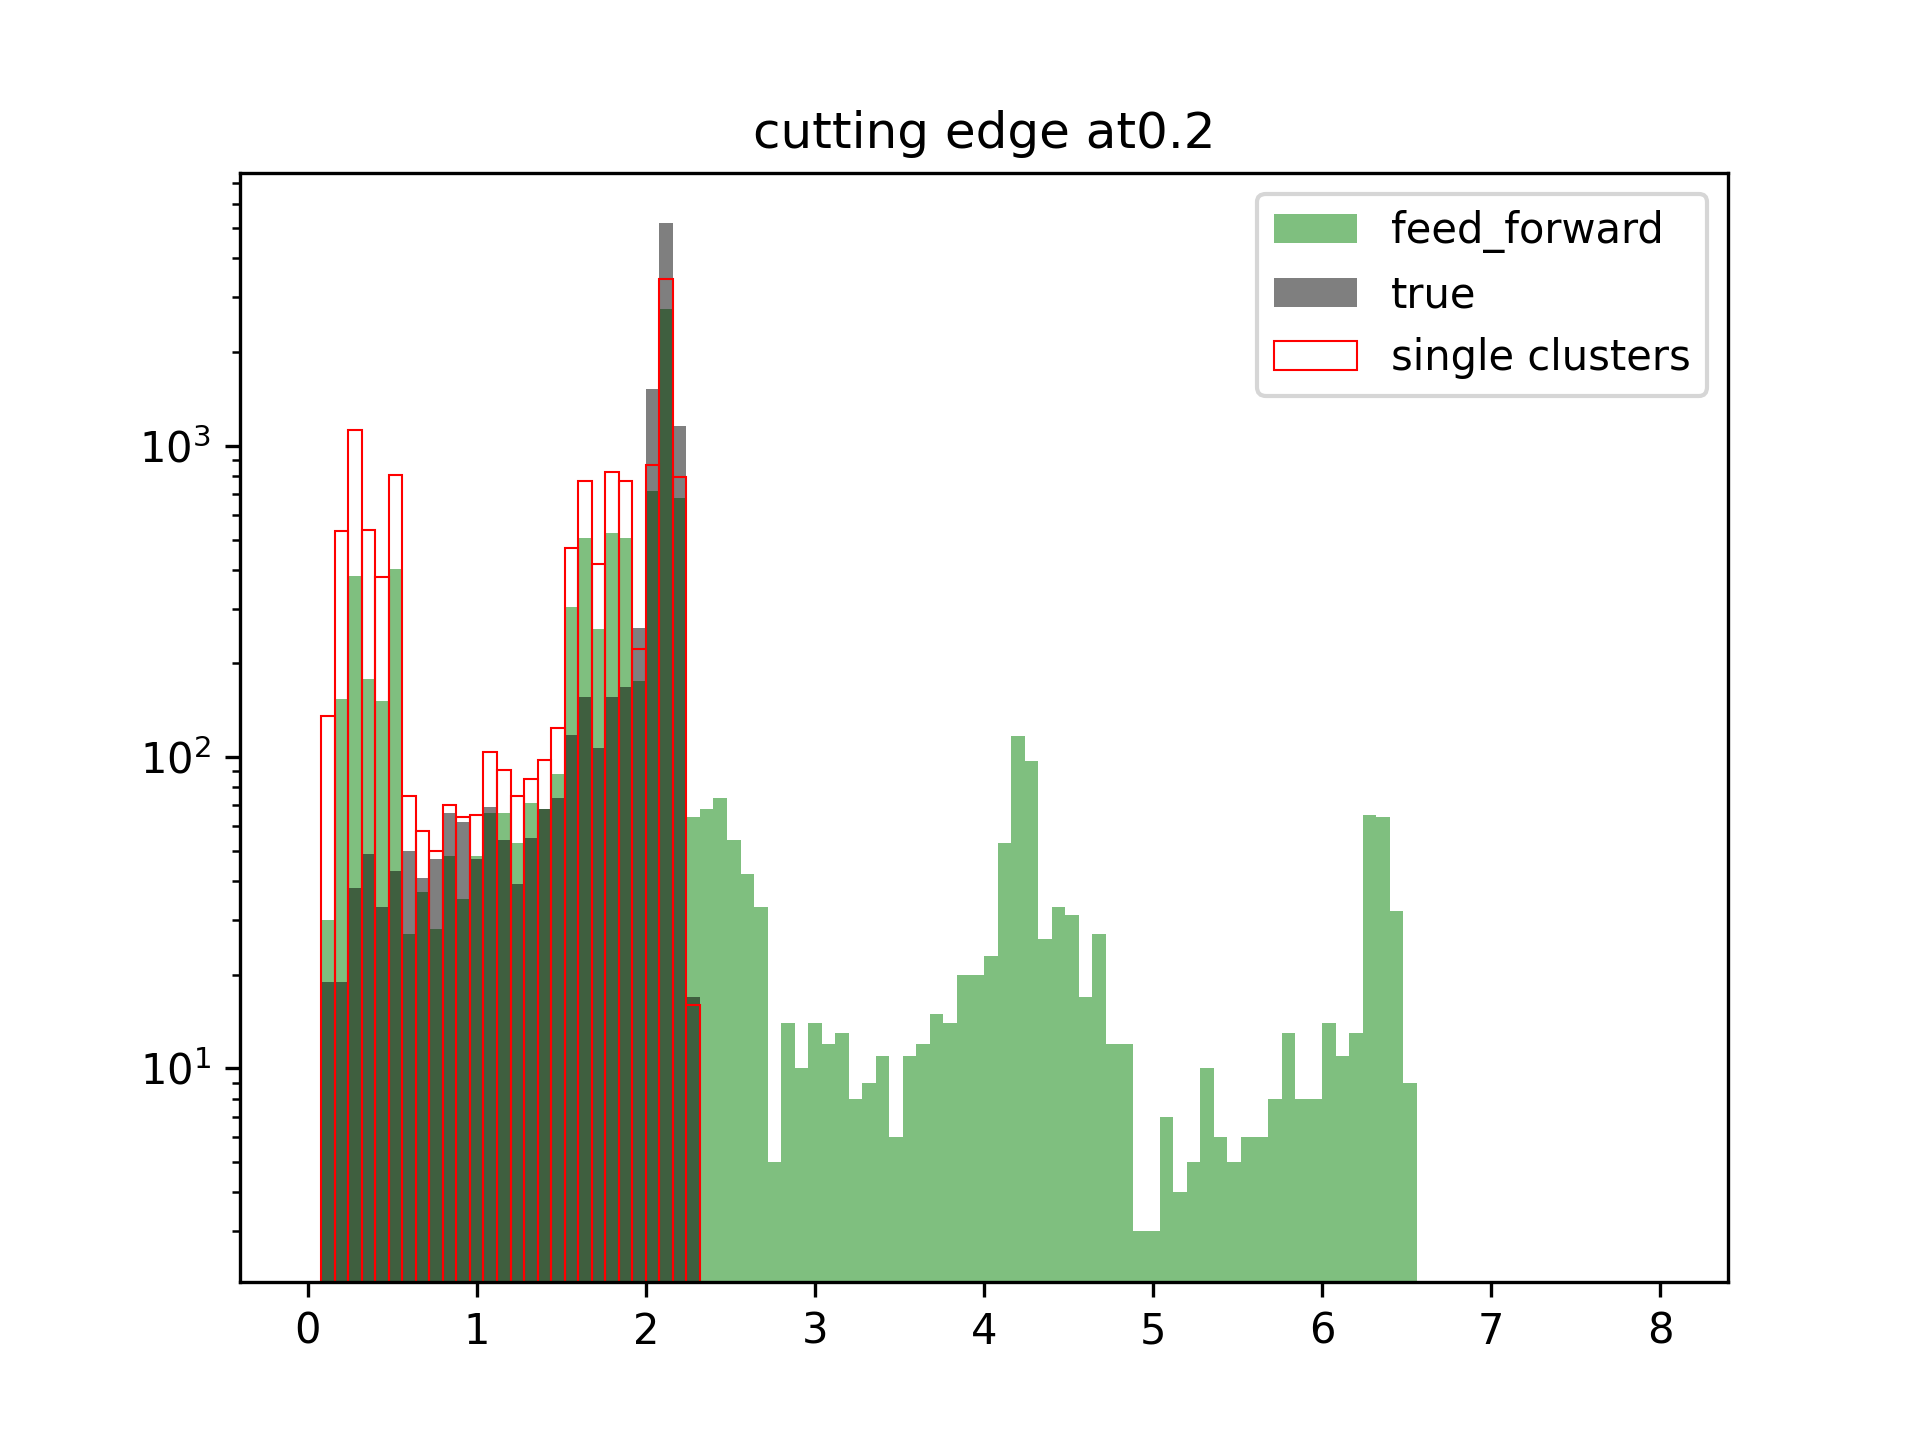 cutting edge at0.2
feed_forward
true
single clusters
10³
10²
10¹
0 1 2 3 4 5 6 7 8